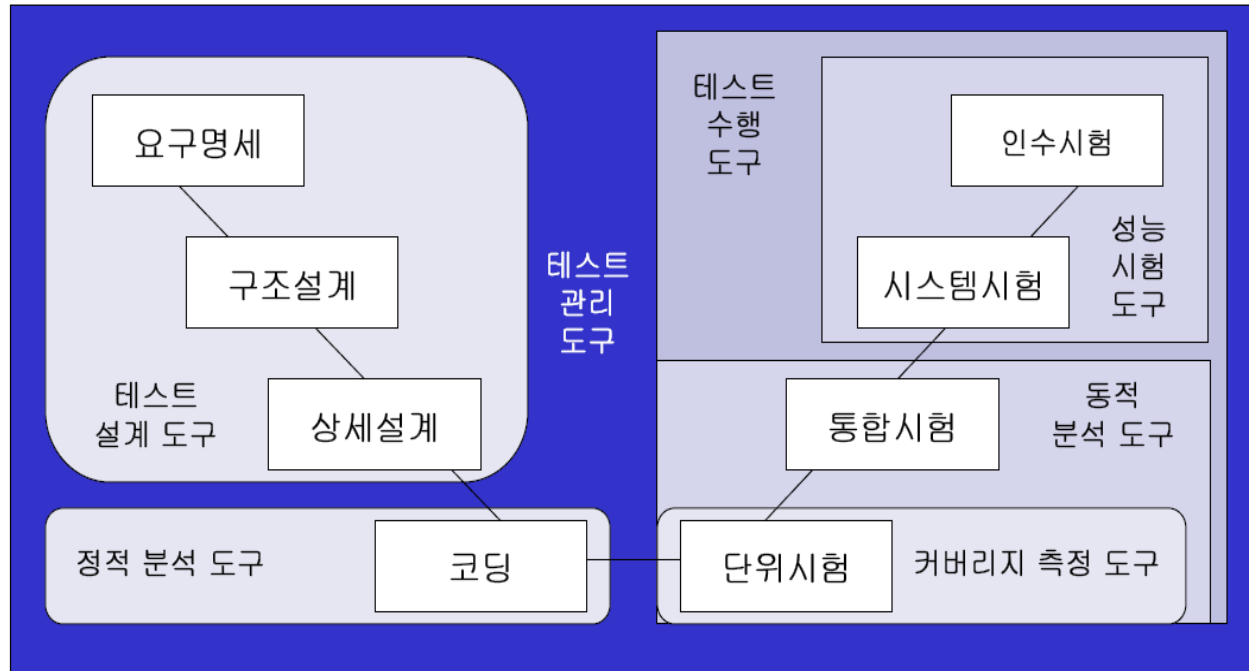 요구명세
구조설계
테스트
설계 도구
상세설계
정적 분석 도구
코딩
테스트
관리
도구
테스트
수행
도구
인수시험
성능
시험
도구
시스템시험
통합시험
동적
분석 도구
단위시험
커버리지 측정 도구